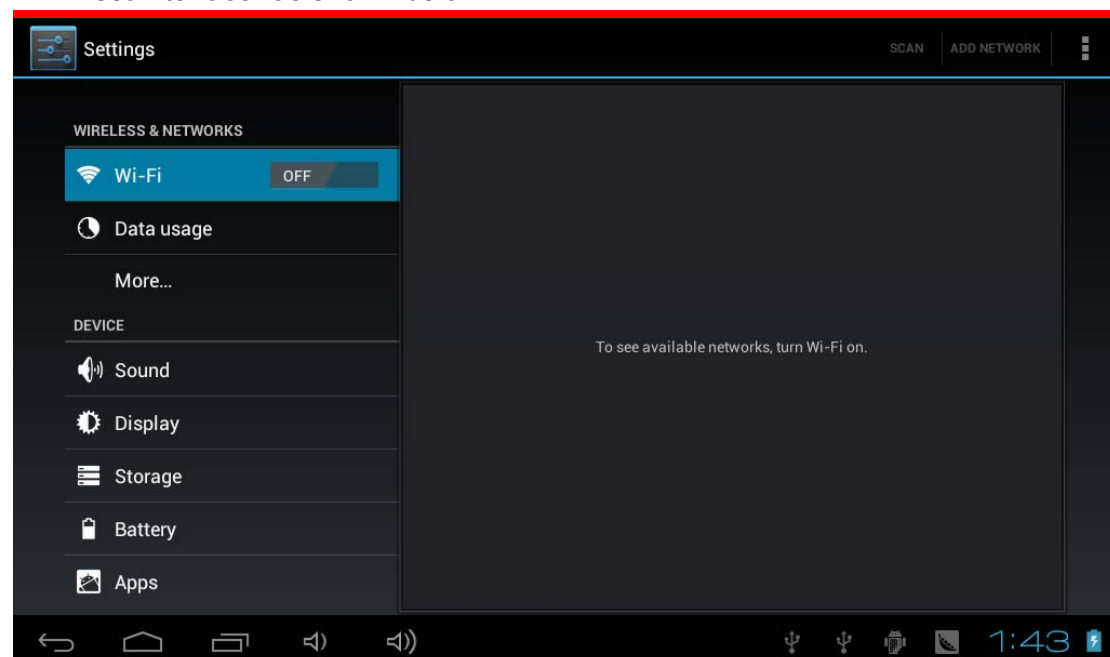 Settings
SCAN
ADD NETWORK
WIRELESS & NETWORKS
Wi-Fi
OFF
Data usage
More...
DEVICE
Sound
Display
Storage
Battery
Apps
To see available networks, turn Wi-Fi on.
1:43